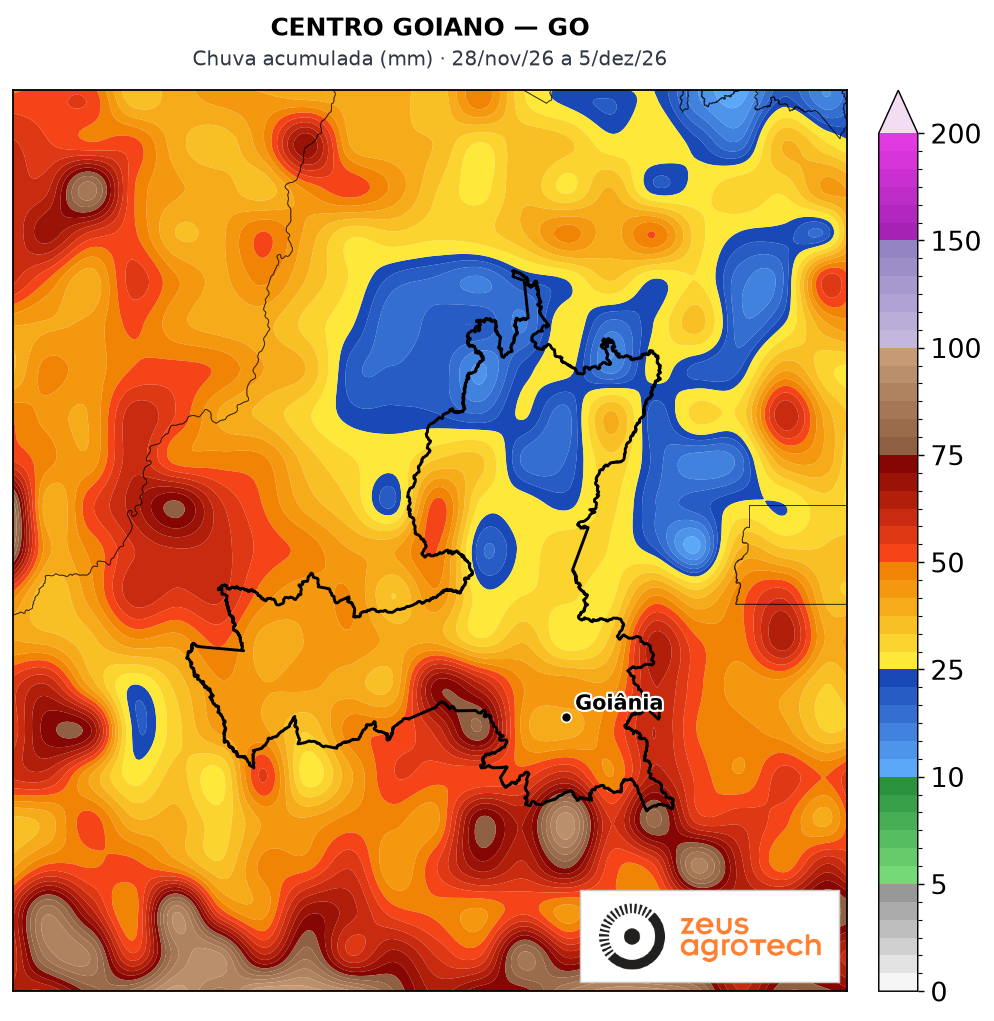 CENTRO GOIANO — GO
Chuva acumulada (mm) · 28/nov/26 a 5/dez/26
200
150
100
75
50
25
10
5
0
Goiânia
zeus
agrotech